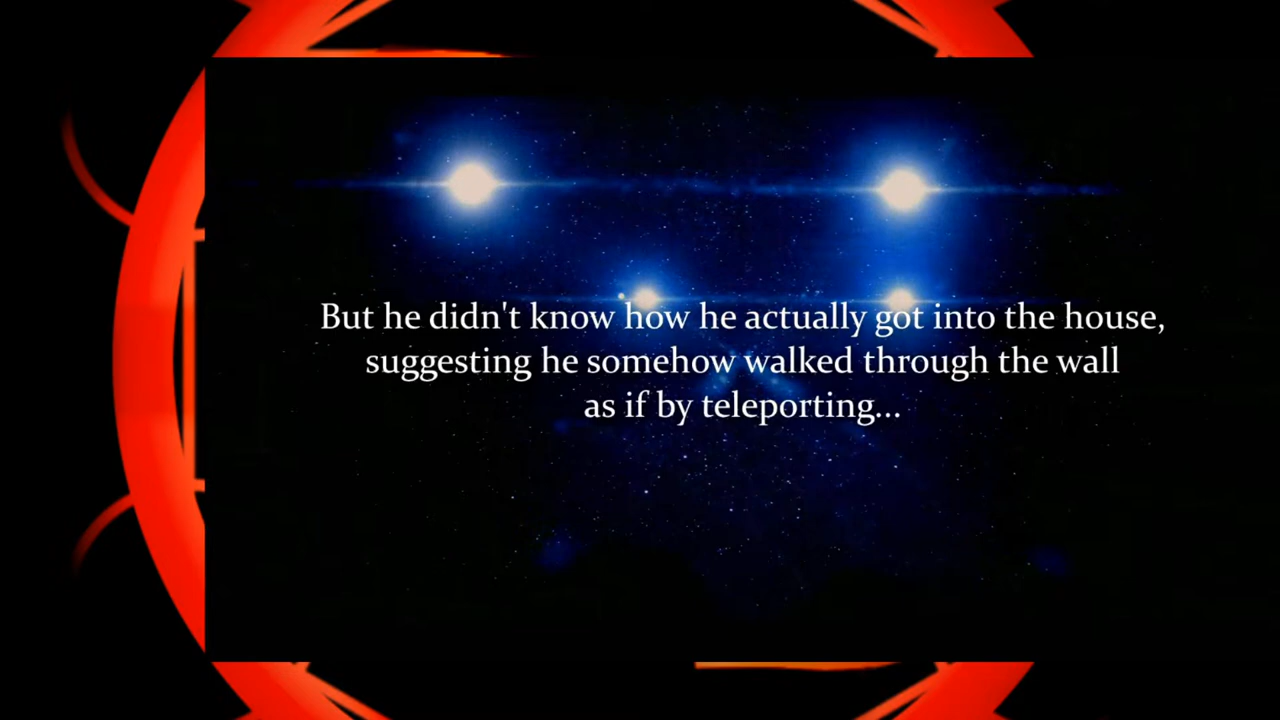 But he didn't know how he actually got into the house,
suggesting he somehow walked through the wall
as if by teleporting...